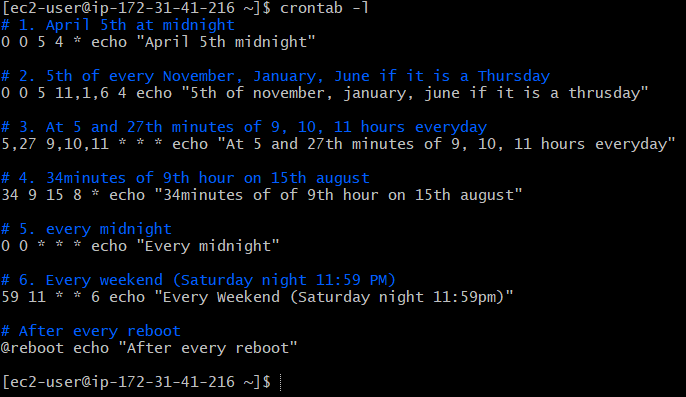 [ec2-user@ip-172-31-41-216 ~]$ crontab -l
# 1. April 5th at midnight
0 0 5 4 * echo "April 5th midnight"
# 2. 5th of every November, January, June if it is a Thursday
0 0 5 11,1,6 4 echo "5th of november, january, june if it is a thrusday"
# 3. At 5 and 27th minutes of 9, 10, 11 hours everyday
5,27 9,10,11 * * * echo "At 5 and 27th minutes of 9, 10, 11 hours everyday"
# 4. 34minutes of 9th hour on 15th august
34 9 15 8 * echo "34minutes of of 9th hour on 15th august"
# 5. every midnight
0 0 * * * echo "Every midnight"
# 6. Every weekend (Saturday night 11:59 PM)
59 11 * * 6 echo "Every Weekend (Saturday night 11:59pm)"
# After every reboot
@reboot echo "After every reboot"
[ec2-user@ip-172-31-41-216 ~]$